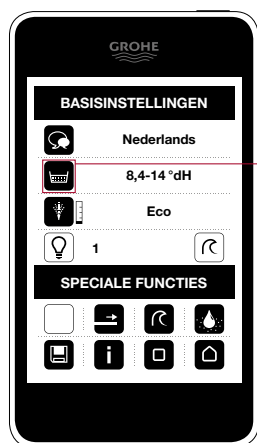 GROHE
BASISINSTELLINGEN
Nederlands
8,4-14 °dH
Eco
1
SPECIALE FUNCTIES
i